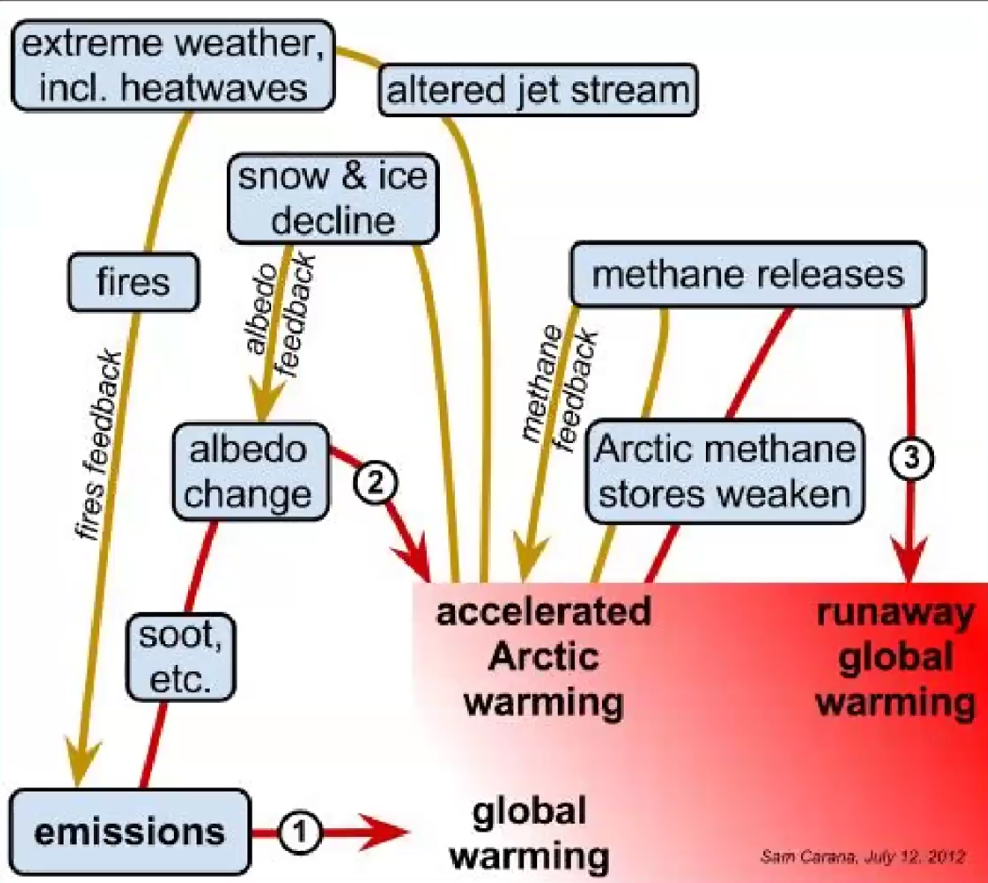 extreme weather,
incl. heatwaves
altered jet stream
snow & ice
decline
fires
albedo
feedback
methane releases
fires feedback
methane
feedback
albedo
change
2
Arctic methane
stores weaken
3
soot,
etc.
accelerated
Arctic
warming
runaway
global
warming
emissions
1
global
warming
Sam Carana, July 12, 2012